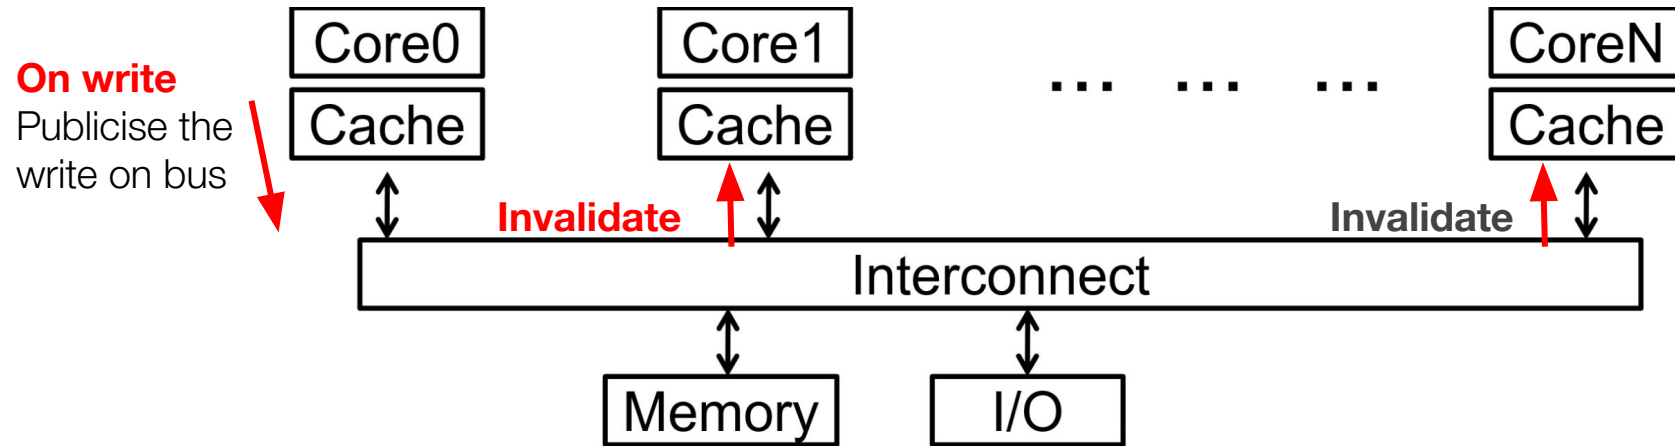 Core0
Core1
CoreN
On write
Publicise the
write on bus
Cache
Cache
... ... ...
Cache
Invalidate
Invalidate
Interconnect
Memory
I/O